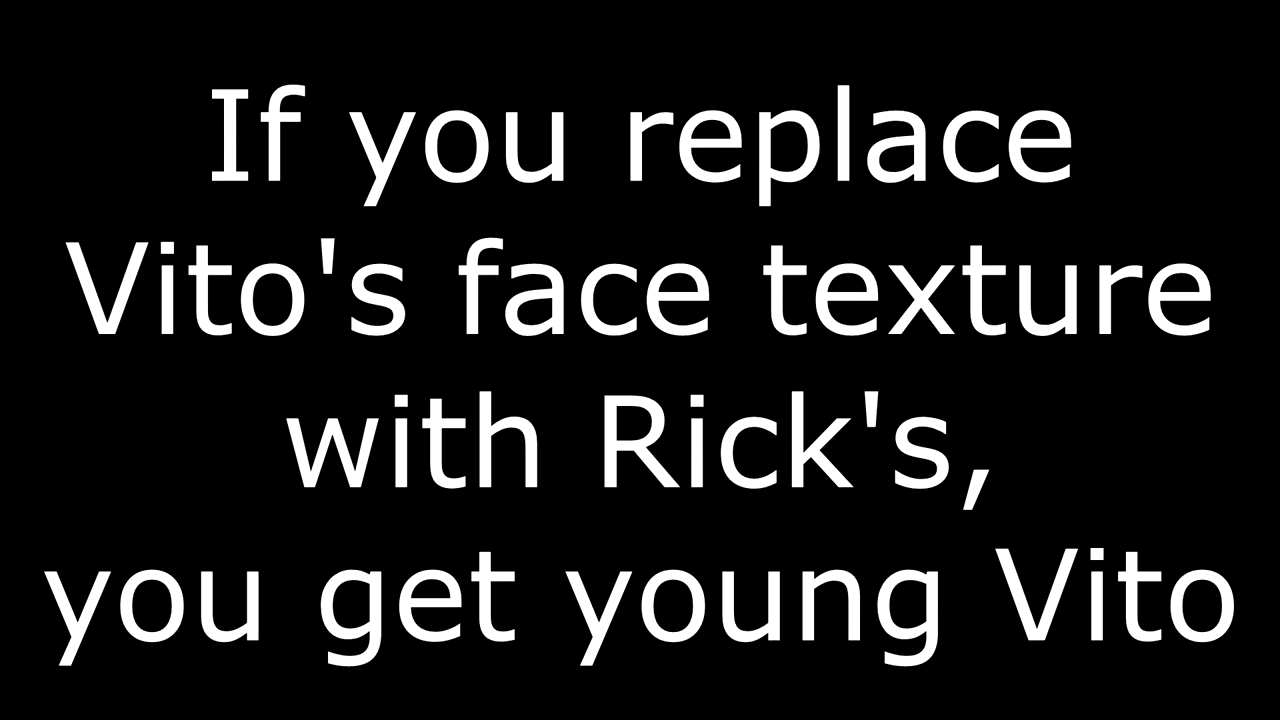 If you replace
Vito's face texture
with Rick's,
you get young Vito